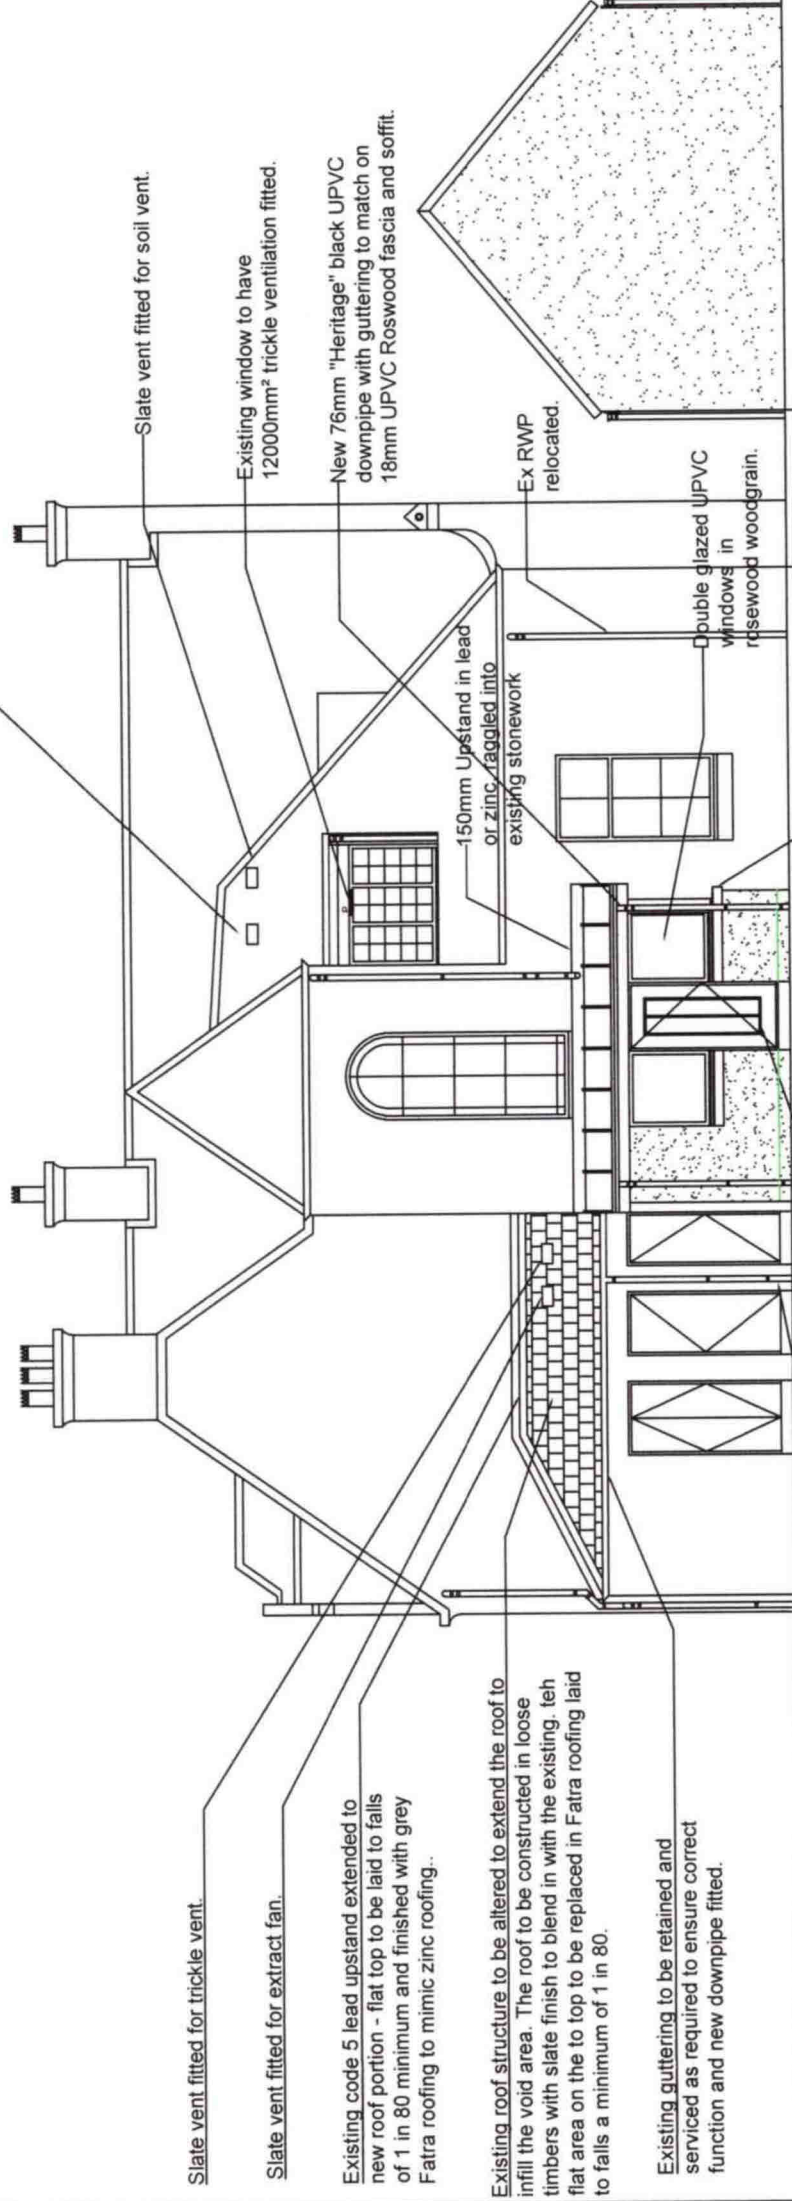 Slate vent fitted for trickle vent.
Slate vent fitted for extract fan.
Existing code 5 lead upstand extended to
new roof portion - flat top to be laid to falls
of 1 in 80 minimum and finished with grey
Fatra roofing to mimic zinc roofing..
Existing roof structure to be altered to extend the roof to
infill the void area. The roof to be constructed in loose
timbers with slate finish to blend in with the existing. teh
flat area on the to top to be replaced in Fatra roofing laid
to falls a minimum of 1 in 80.
Existing guttering to be retained and
serviced as required to ensure correct
function and new downpipe fitted.
150mm Upstand in lead
or zinc, raggled into
existing stonework
Slate vent fitted for soil vent.
Existing window to have
12000mm² trickle ventilation fitted.
New 76mm "Heritage" black UPVC
downpipe with guttering to match on
18mm UPVC Roswood fascia and soffit.
Ex RWP
relocated.
Double glazed UPVC
windows in
rosewood woodgrain.